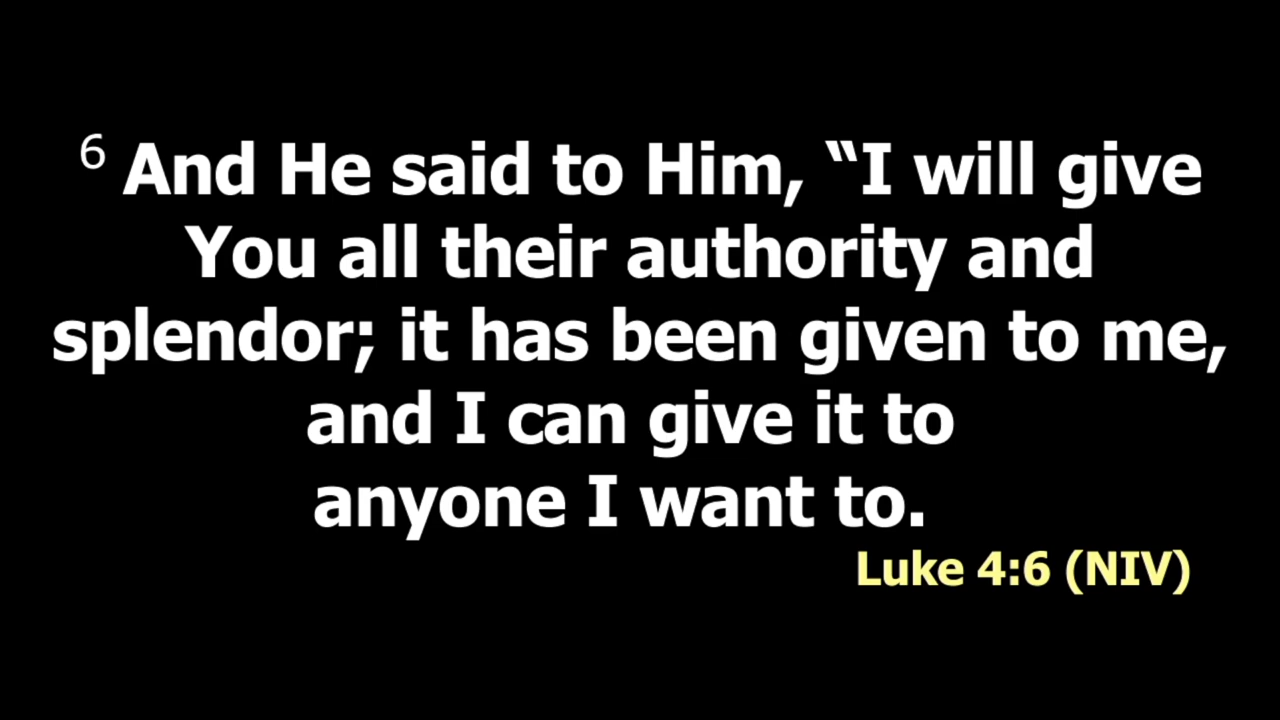 6 And He said to Him, “I will give
You all their authority and
splendor; it has been given to me,
and I can give it to
anyone I want to.
Luke 4:6 (NIV)